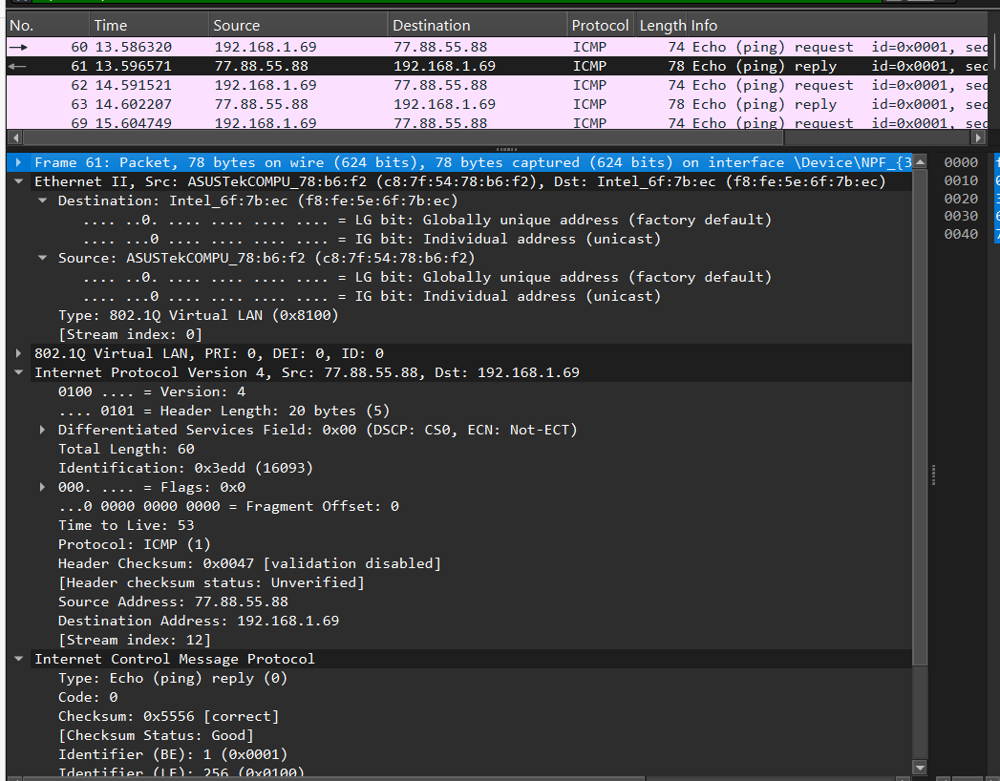 No. Time Source Destination Protocol Length Info
60 13.586320 192.168.1.69 77.88.55.88 ICMP 74 Echo (ping) request id=0x0001, seq
61 13.596571 77.88.55.88 192.168.1.69 ICMP 78 Echo (ping) reply id=0x0001, seq
62 14.591521 192.168.1.69 77.88.55.88 ICMP 74 Echo (ping) request id=0x0001, seq
63 14.602207 77.88.55.88 192.168.1.69 ICMP 78 Echo (ping) reply id=0x0001, seq
69 15.604749 192.168.1.69 77.88.55.88 ICMP 74 Echo (ping) request id=0x0001, seq
Frame 61: Packet, 78 bytes on wire (624 bits), 78 bytes captured (624 bits) on interface \Device\NPF_{3
Ethernet II, Src: ASUSTekCOMPU_78:b6:f2 (c8:7f:54:78:b6:f2), Dst: Intel_6f:7b:ec (f8:fe:5e:6f:7b:ec)
Destination: Intel_6f:7b:ec (f8:fe:5e:6f:7b:ec)
.... ..0. .... .... .... .... = LG bit: Globally unique address (factory default)
.... ...0 .... .... .... .... = IG bit: Individual address (unicast)
Source: ASUSTekCOMPU_78:b6:f2 (c8:7f:54:78:b6:f2)
.... ..0. .... .... .... .... = LG bit: Globally unique address (factory default)
.... ...0 .... .... .... .... = IG bit: Individual address (unicast)
Type: 802.1Q Virtual LAN (0x8100)
[Stream index: 0]
802.1Q Virtual LAN, PRI: 0, DEI: 0, ID: 0
Internet Protocol Version 4, Src: 77.88.55.88, Dst: 192.168.1.69
0100 .... = Version: 4
.... 0101 = Header Length: 20 bytes (5)
Differentiated Services Field: 0x00 (DSCP: CS0, ECN: Not-ECT)
Total Length: 60
Identification: 0x3edd (16093)
000. .... = Flags: 0x0
...0 0000 0000 0000 = Fragment Offset: 0
Time to Live: 53
Protocol: ICMP (1)
Header Checksum: 0x0047 [validation disabled]
[Header checksum status: Unverified]
Source Address: 77.88.55.88
Destination Address: 192.168.1.69
[Stream index: 12]
Internet Control Message Protocol
Type: Echo (ping) reply (0)
Code: 0
Checksum: 0x5556 [correct]
[Checksum Status: Good]
Identifier (BE): 1 (0x0001)
Identifier (LE): 256 (0x0100)
0000
0010
0020
0030
0040